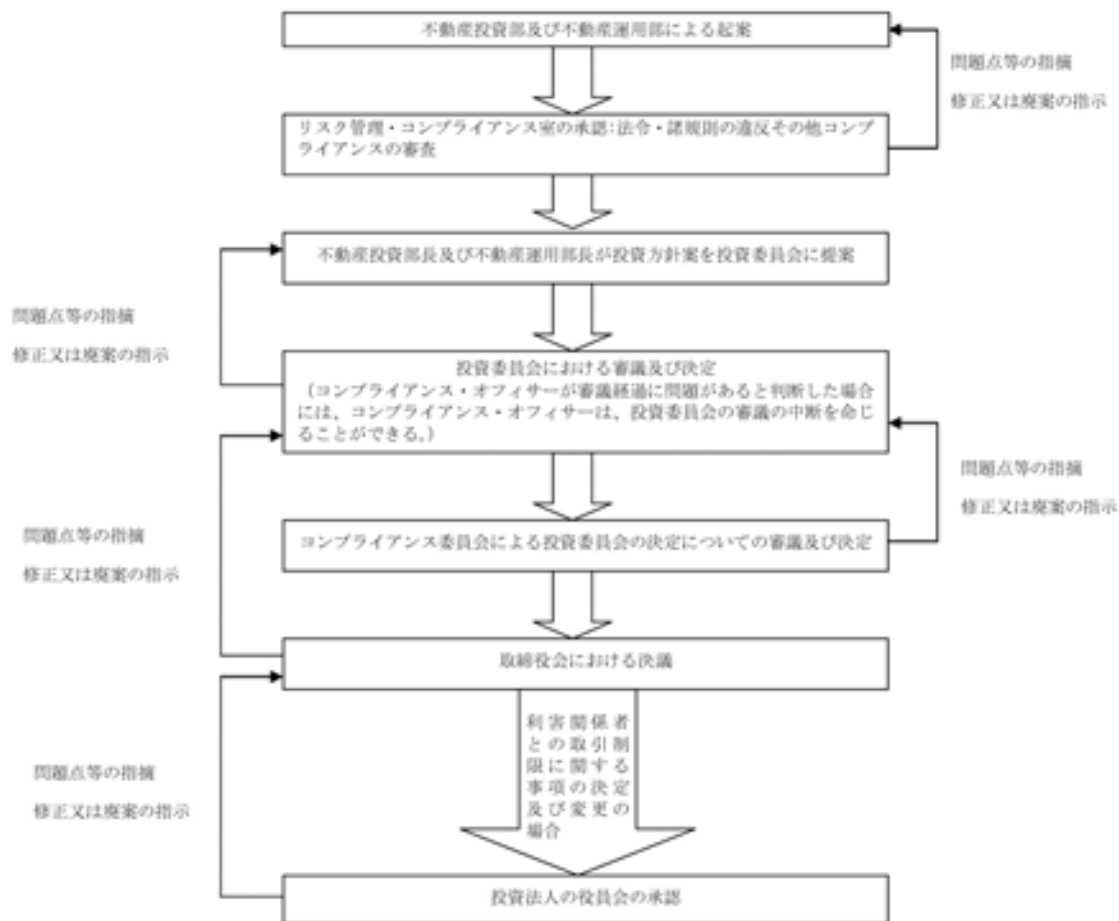 不動産投資部及び不動産運用部による起案
問題点等の指摘
修正又は廃案の指示
リスク管理・コンプライアンス室の承認:法令・諸規則の違反その他コンプ
ライアンスの審査
不動産投資部長及び不動産運用部長が投資方針案を投資委員会に提案
問題点等の指摘
修正又は廃案の指示
投資委員会における審議及び決定
(コンプライアンス・オフィサーが審議経過に問題があると判断した場合
には、コンプライアンス・オフィサーは、投資委員会の審議の中断を命じ
ることができる。)
問題点等の指摘
修正又は廃案の指示
問題点等の指摘
修正又は廃案の指示
コンプライアンス委員会による投資委員会の決定についての審議及び決定
取締役会における決議
利害関係者
との取引制
限に関する
事項の決定
及び変更の
場合
問題点等の指摘
修正又は廃案の指示
投資法人の役員会の承認